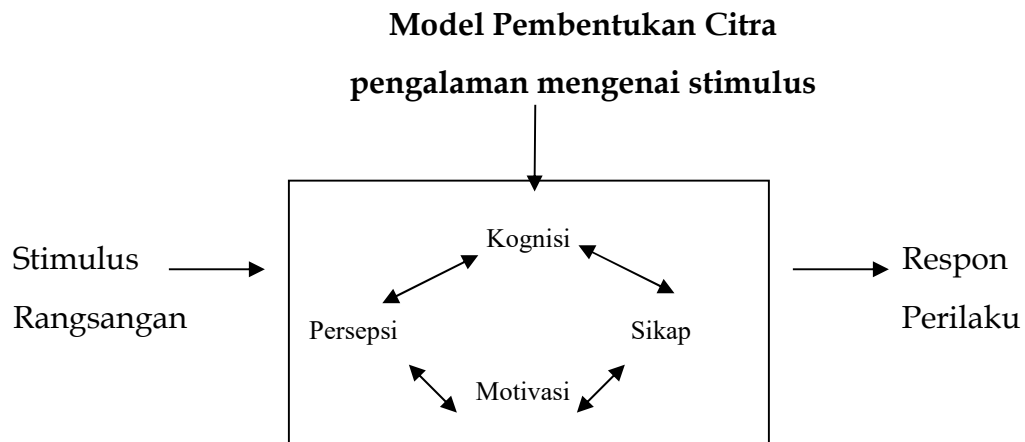 Model Pembentukan Citra
pengalaman mengenai stimulus
Kognisi
Stimulus
Rangsangan
Respon
Perilaku
Persepsi
Sikap
Motivasi